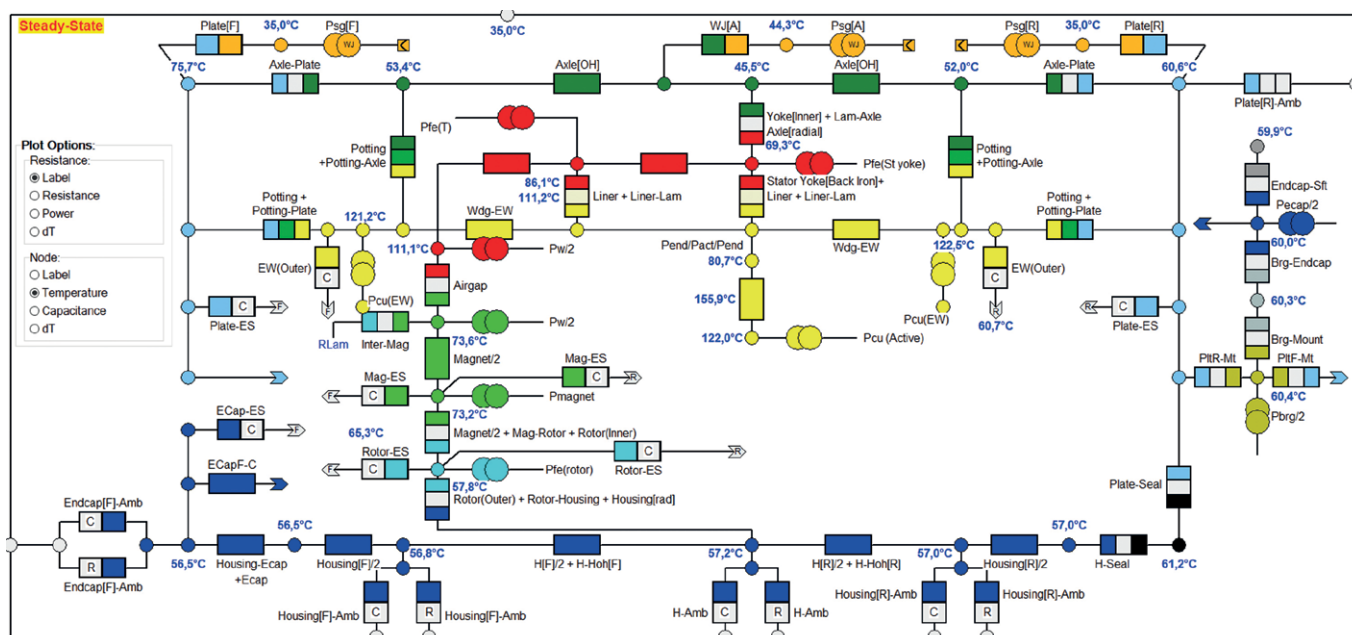 Steady-State
Plate[F]
35,0°C
Psg[F]
WJ
35,0°C
WJ[A]
44,3°C
Psg[A]
WJ
Psg[R]
WJ
35,0°C
Plate[R]
75,7°C
Axle-Plate
53,4°C
Axle[OH]
45,5°C
Axle[OH]
52,0°C
Axle-Plate
60,6°C
Plate[R]-Amb
Pfe(T)
Yoke[Inner] + Lam-Axle
Axle[radial]
69,3°C
Pfe(St yoke)
59,9°C
Plot Options:
Resistance:
Label
Resistance
Power
dT
Node:
Label
Temperature
Capacitance
dT
Potting
+Potting-Axle
86,1°C
111,2°C
Liner + Liner-Lam
Stator Yoke[Back Iron]+
Liner + Liner-Lam
Potting
+Potting-Axle
Endcap-Sft
Pecap/2
Potting +
Potting-Plate
121,2°C
Wdg-EW
Wdg-EW
122,5°C
Potting +
Potting-Plate
60,0°C
111,1°C
Pw/2
Pend/Pact/Pend
80,7°C
C
EW(Outer)
F
Airgap
C
EW(Outer)
R
Brg-Endcap
155,9°C
60,3°C
C
F
Plate-ES
Pcu(EW)
RLam
Inter-Mag
Pw/2
73,6°C
Pcu(EW)
60,7°C
R
C
Plate-ES
122,0°C
Pcu (Active)
Brg-Mount
Magnet/2
Mag-ES
C
R
PltR-Mt
PltF-Mt
Mag-ES
F
C
Pmagnet
60,4°C
Pbrg/2
73,2°C
ECap-ES
C
F
65,3°C
Magnet/2 + Mag-Rotor + Rotor(Inner)
Rotor-ES
F
C
Pfe(rotor)
C
R
Rotor-ES
ECapF-C
57,8°C
Rotor(Outer) + Rotor-Housing + Housing[rad]
Plate-Seal
Endcap[F]-Amb
C
R
Endcap[F]-Amb
56,5°C
56,5°C
Housing-Ecap
+Ecap
Housing[F]/2
56,8°C
H[F]/2 + H-Hoh[F]
57,2°C
H[R]/2 + H-Hoh[R]
57,0°C
Housing[R]/2
57,0°C
H-Seal
61,2°C
Housing[F]-Amb
C
R
Housing[F]-Amb
H-Amb
C
R
H-Amb
Housing[R]-Amb
C
R
Housing[R]-Amb